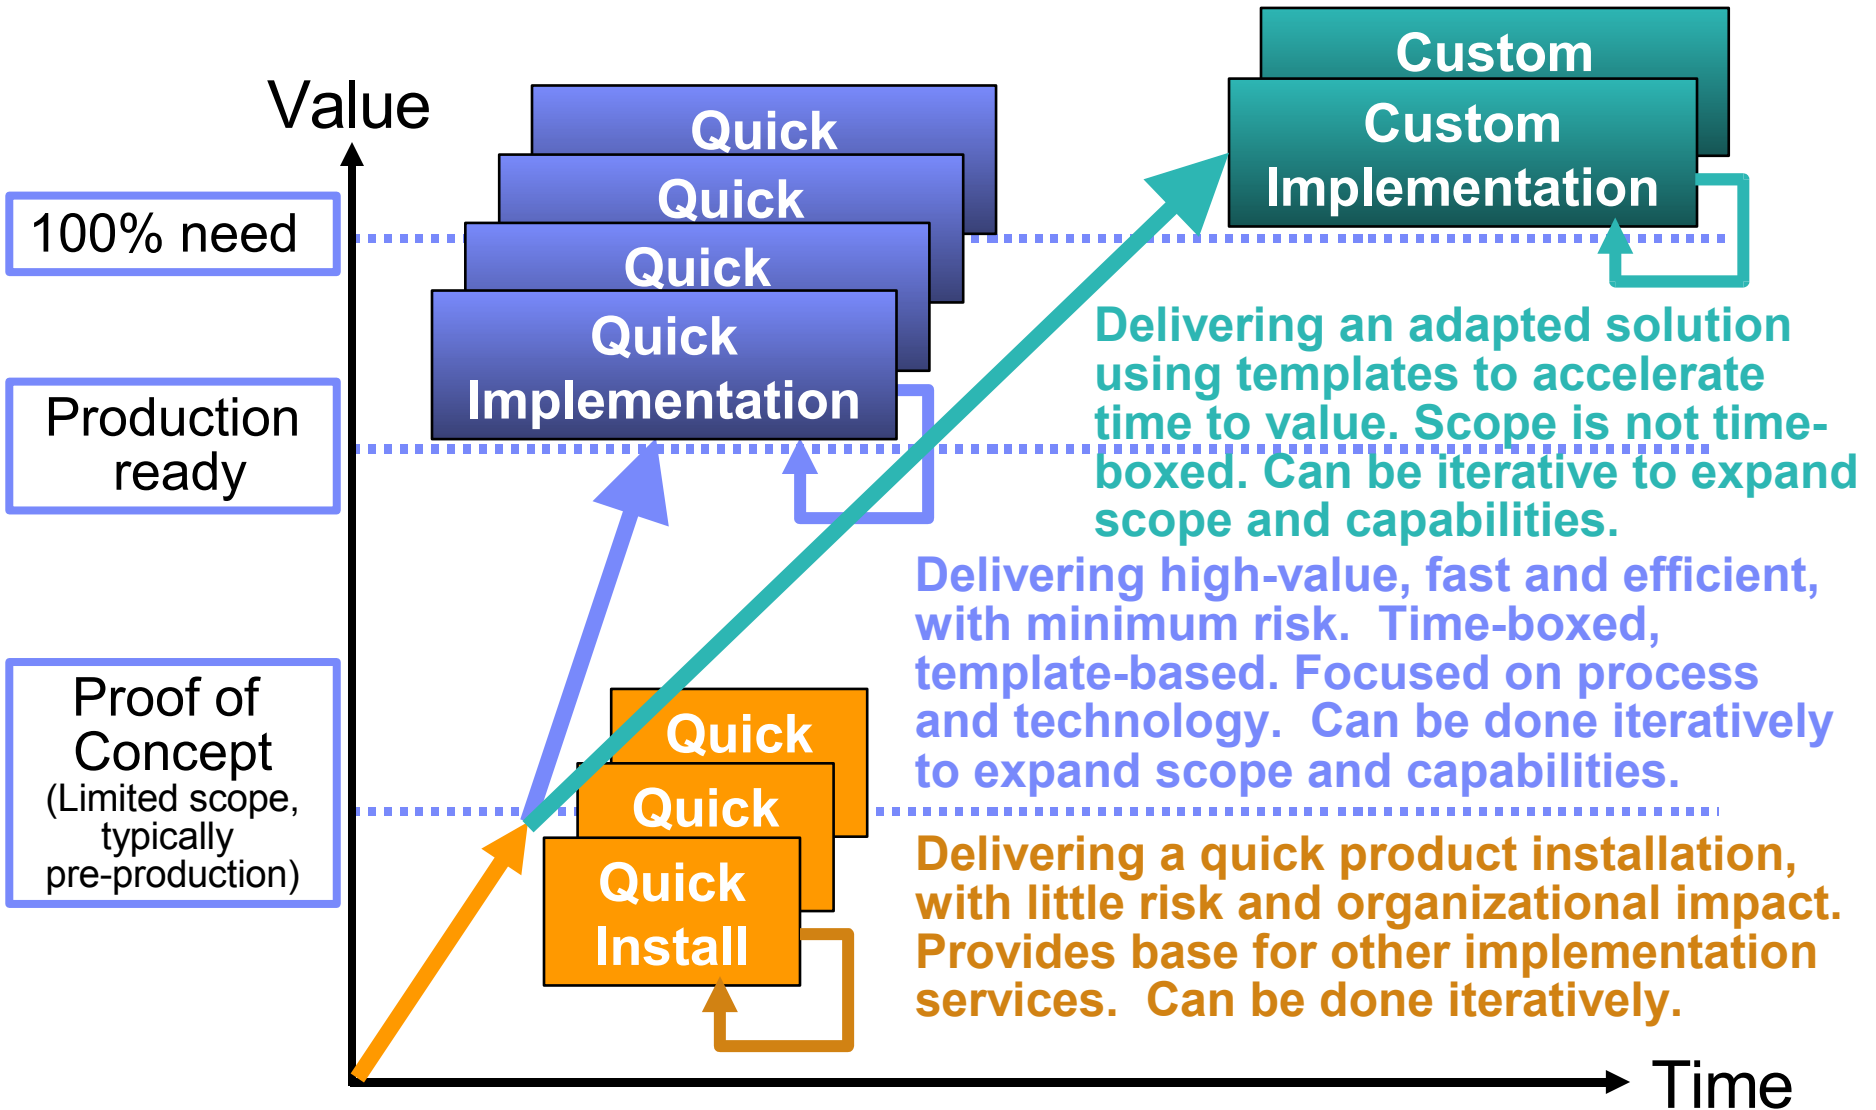 Value
100% need
Production
ready
Proof of
Concept
(Limited scope,
typically
pre-production)
Quick
Quick
Quick
Quick
Implementation
Custom
Custom
Implementation
Delivering an adapted solution
using templates to accelerate
time to value. Scope is not time-
boxed. Can be iterative to expand
scope and capabilities.
Delivering high-value, fast and efficient,
with minimum risk.  Time-boxed,
template-based. Focused on process
and technology.  Can be done iteratively
to expand scope and capabilities.
Quick
Quick
Quick
Install
Delivering a quick product installation,
with little risk and organizational impact.
Provides base for other implementation
services.  Can be done iteratively.
Time